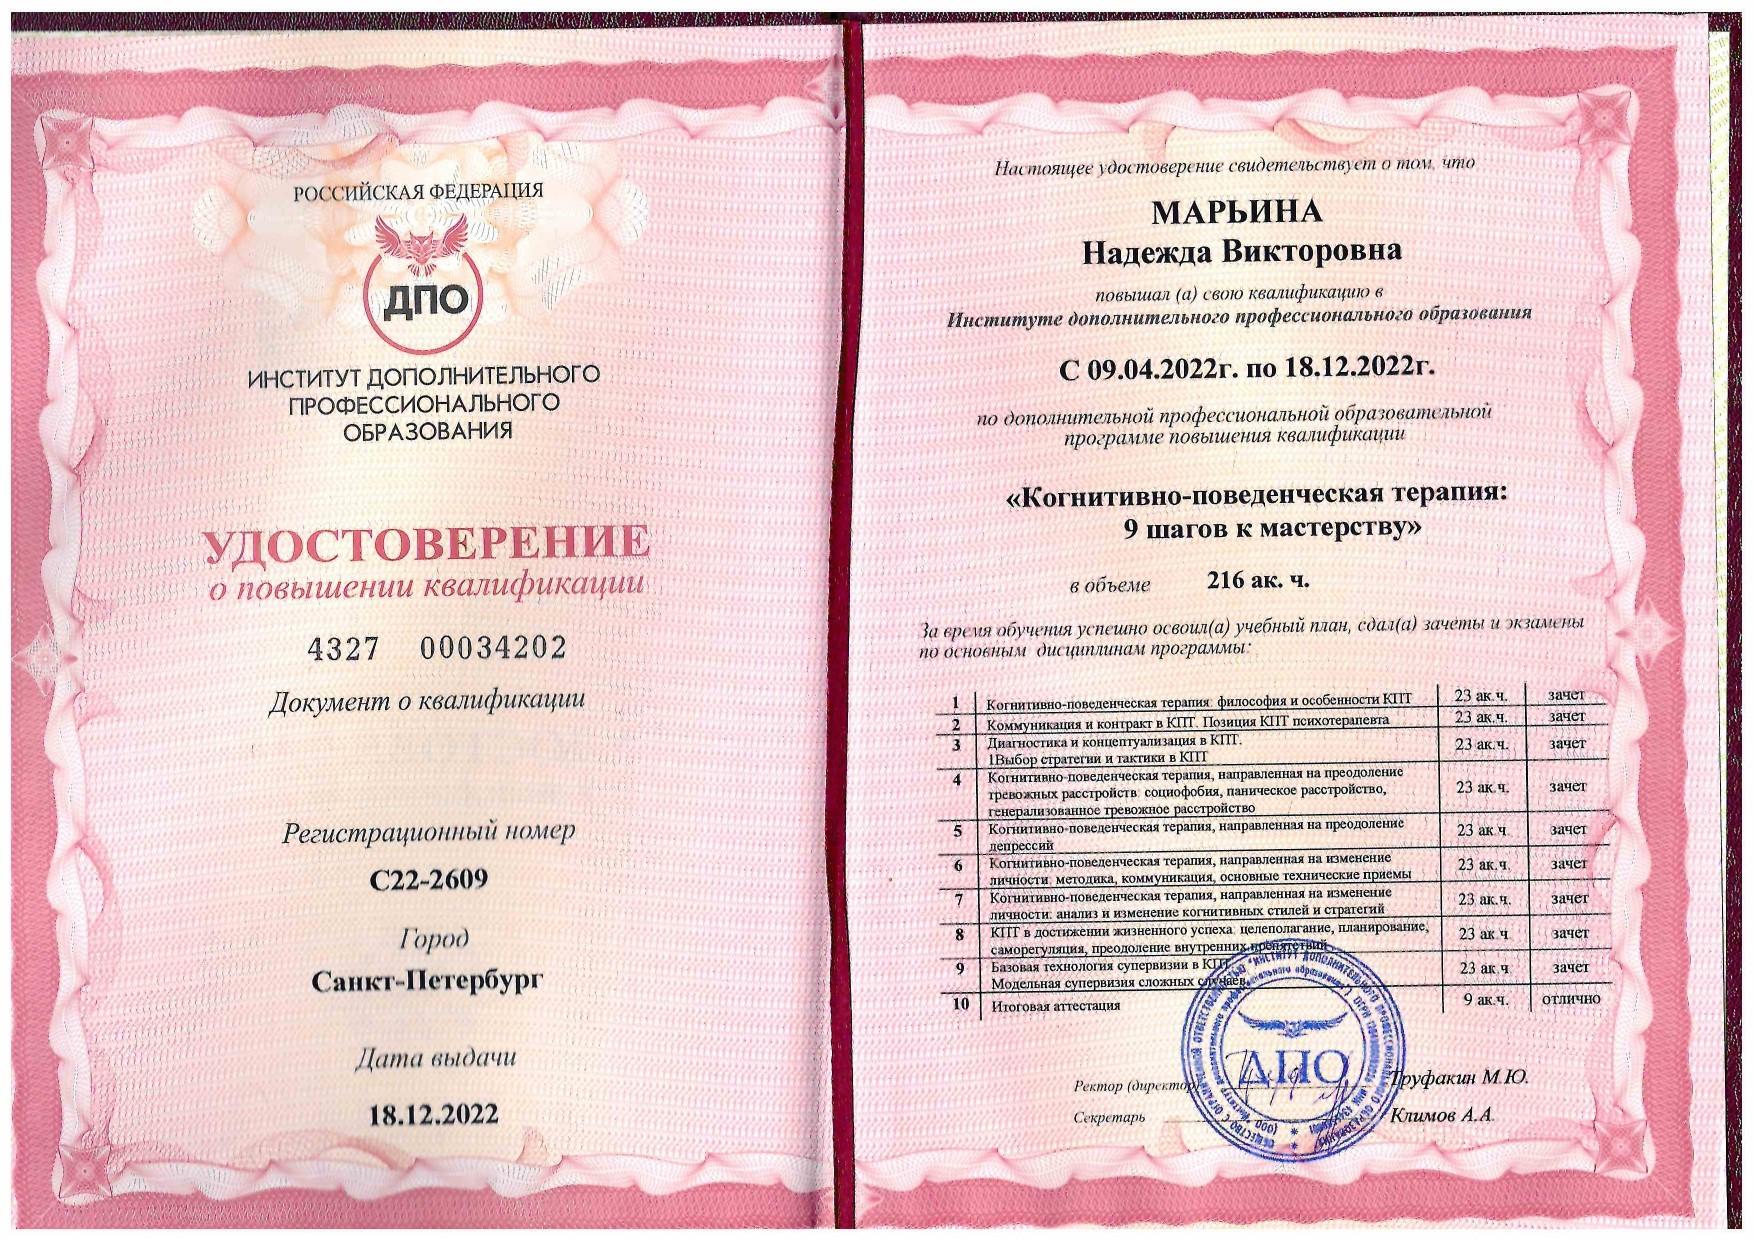 РОССИЙСКАЯ ФЕДЕРАЦИЯ
ДПО
ИНСТИТУТ ДОПОЛНИТЕЛЬНОГО
ПРОФЕССИОНАЛЬНОГО
ОБРАЗОВАНИЯ
УДОСТОВЕРЕНИЕ
о повышении квалификации
4327 00034202
Документ о квалификации
Регистрационный номер
С22-2609
Город
Санкт-Петербург
Дата выдачи
18.12.2022
Настоящее удостоверение свидетельствует о том, что
МАРЬИНА
Надежда Викторовна
повышал (а) свою квалификацию в
Институте дополнительного профессионального образования
С 09.04.2022г. по 18.12.2022г.
по дополнительной профессиональной образовательной
программе повышения квалификации
«Когнитивно-поведенческая терапия:
9 шагов к мастерству»
в объеме 216 ак. ч.
За время обучения успешно освоил(а) учебный план, сдал(а) зачеты и экзамены
по основным дисциплинам программы:
1 Когнитивно-поведенческая терапия: философия и особенности КПТ 23 ак.ч. зачет
2 Коммуникация и контракт в КПТ. Позиция КПТ психотерапевта 23 ак.ч. зачет
3 Диагностика и концептуализация в КПТ. 23 ак.ч. зачет
1Выбор стратегии и тактики в КПТ
4 Когнитивно-поведенческая терапия, направленная на преодоление
тревожных расстройств: социофобия, паническое расстройство, 23 ак.ч. зачет
генерализованное тревожное расстройство
5 Когнитивно-поведенческая терапия, направленная на преодоление 23 ак.ч. зачет
депрессий
6 Когнитивно-поведенческая терапия, направленная на изменение 23 ак.ч. зачет
личности: методика, коммуникация, основные технические приемы
7 Когнитивно-поведенческая терапия, направленная на изменение 23 ак.ч. зачет
личности: анализ и изменение когнитивных стилей и стратегий
8 КПТ в достижении жизненного успеха: целеполагание, планирование, 23 ак.ч. зачет
саморегуляция, преодоление внутренних препятствий
9 Базовая технология супервизии в КПТ. 23 ак.ч. зачет
Модельная супервизия сложных случаев.
10 Итоговая аттестация 9 ак.ч. отлично
ДПО
Ректор (директор) Труфакин М.Ю.
Секретарь Климов А.А.